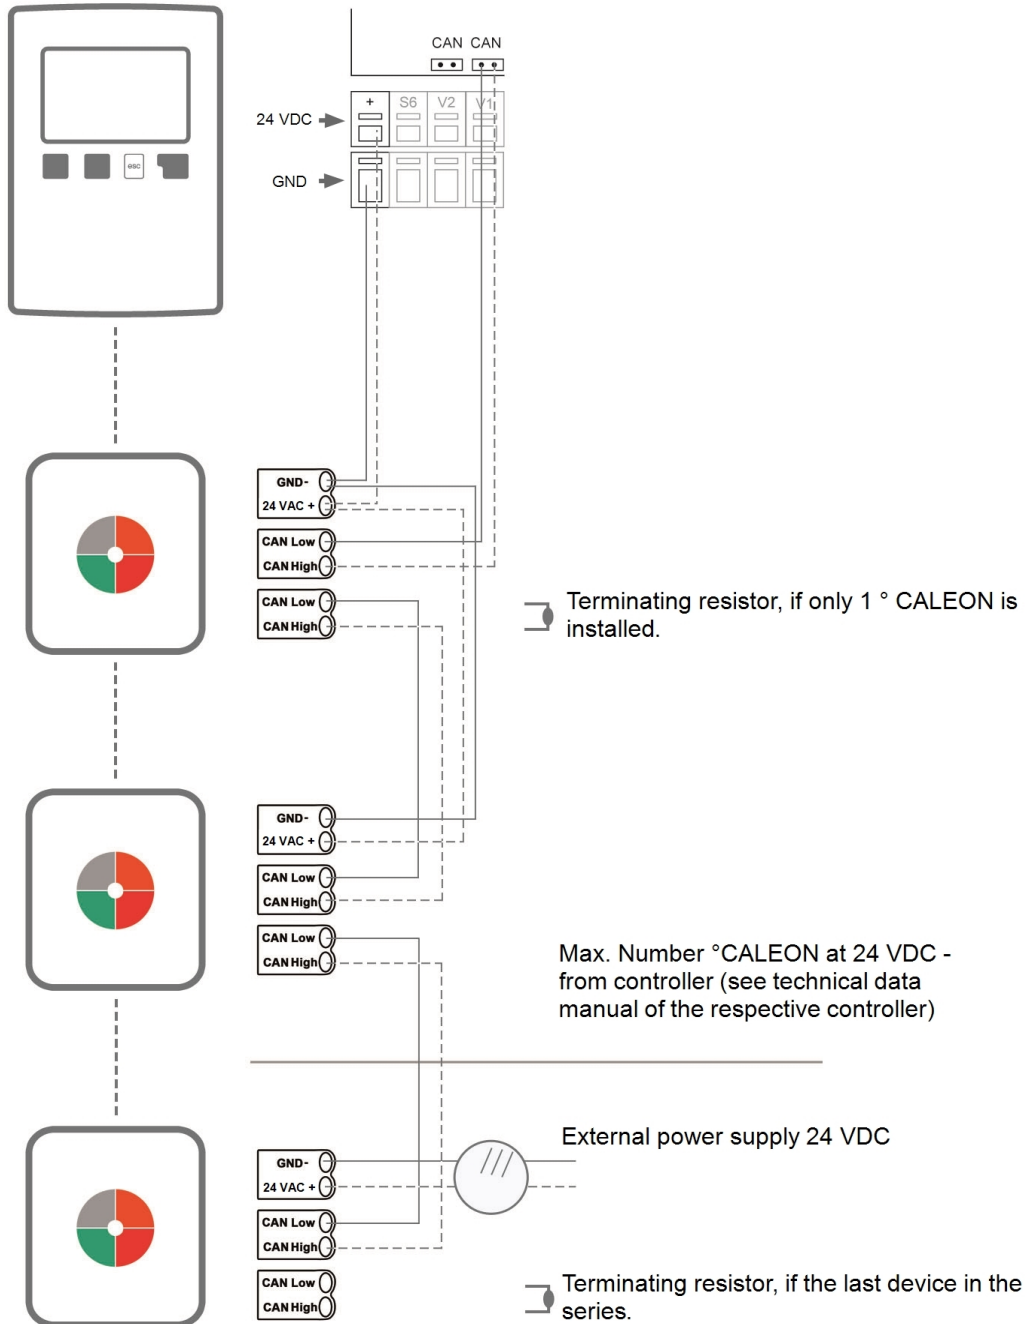 CAN CAN
+ S6 V2 V1
24 VDC
GND
esc
GND-
24 VAC +
CAN Low
CAN High
CAN Low
CAN High
Terminating resistor, if only 1 ° CALEON is
installed.
GND-
24 VAC +
CAN Low
CAN High
CAN Low
CAN High
Max. Number °CALEON at 24 VDC -
from controller (see technical data
manual of the respective controller)
External power supply 24 VDC
GND-
24 VAC +
CAN Low
CAN High
CAN Low
CAN High
Terminating resistor, if the last device in the
series.